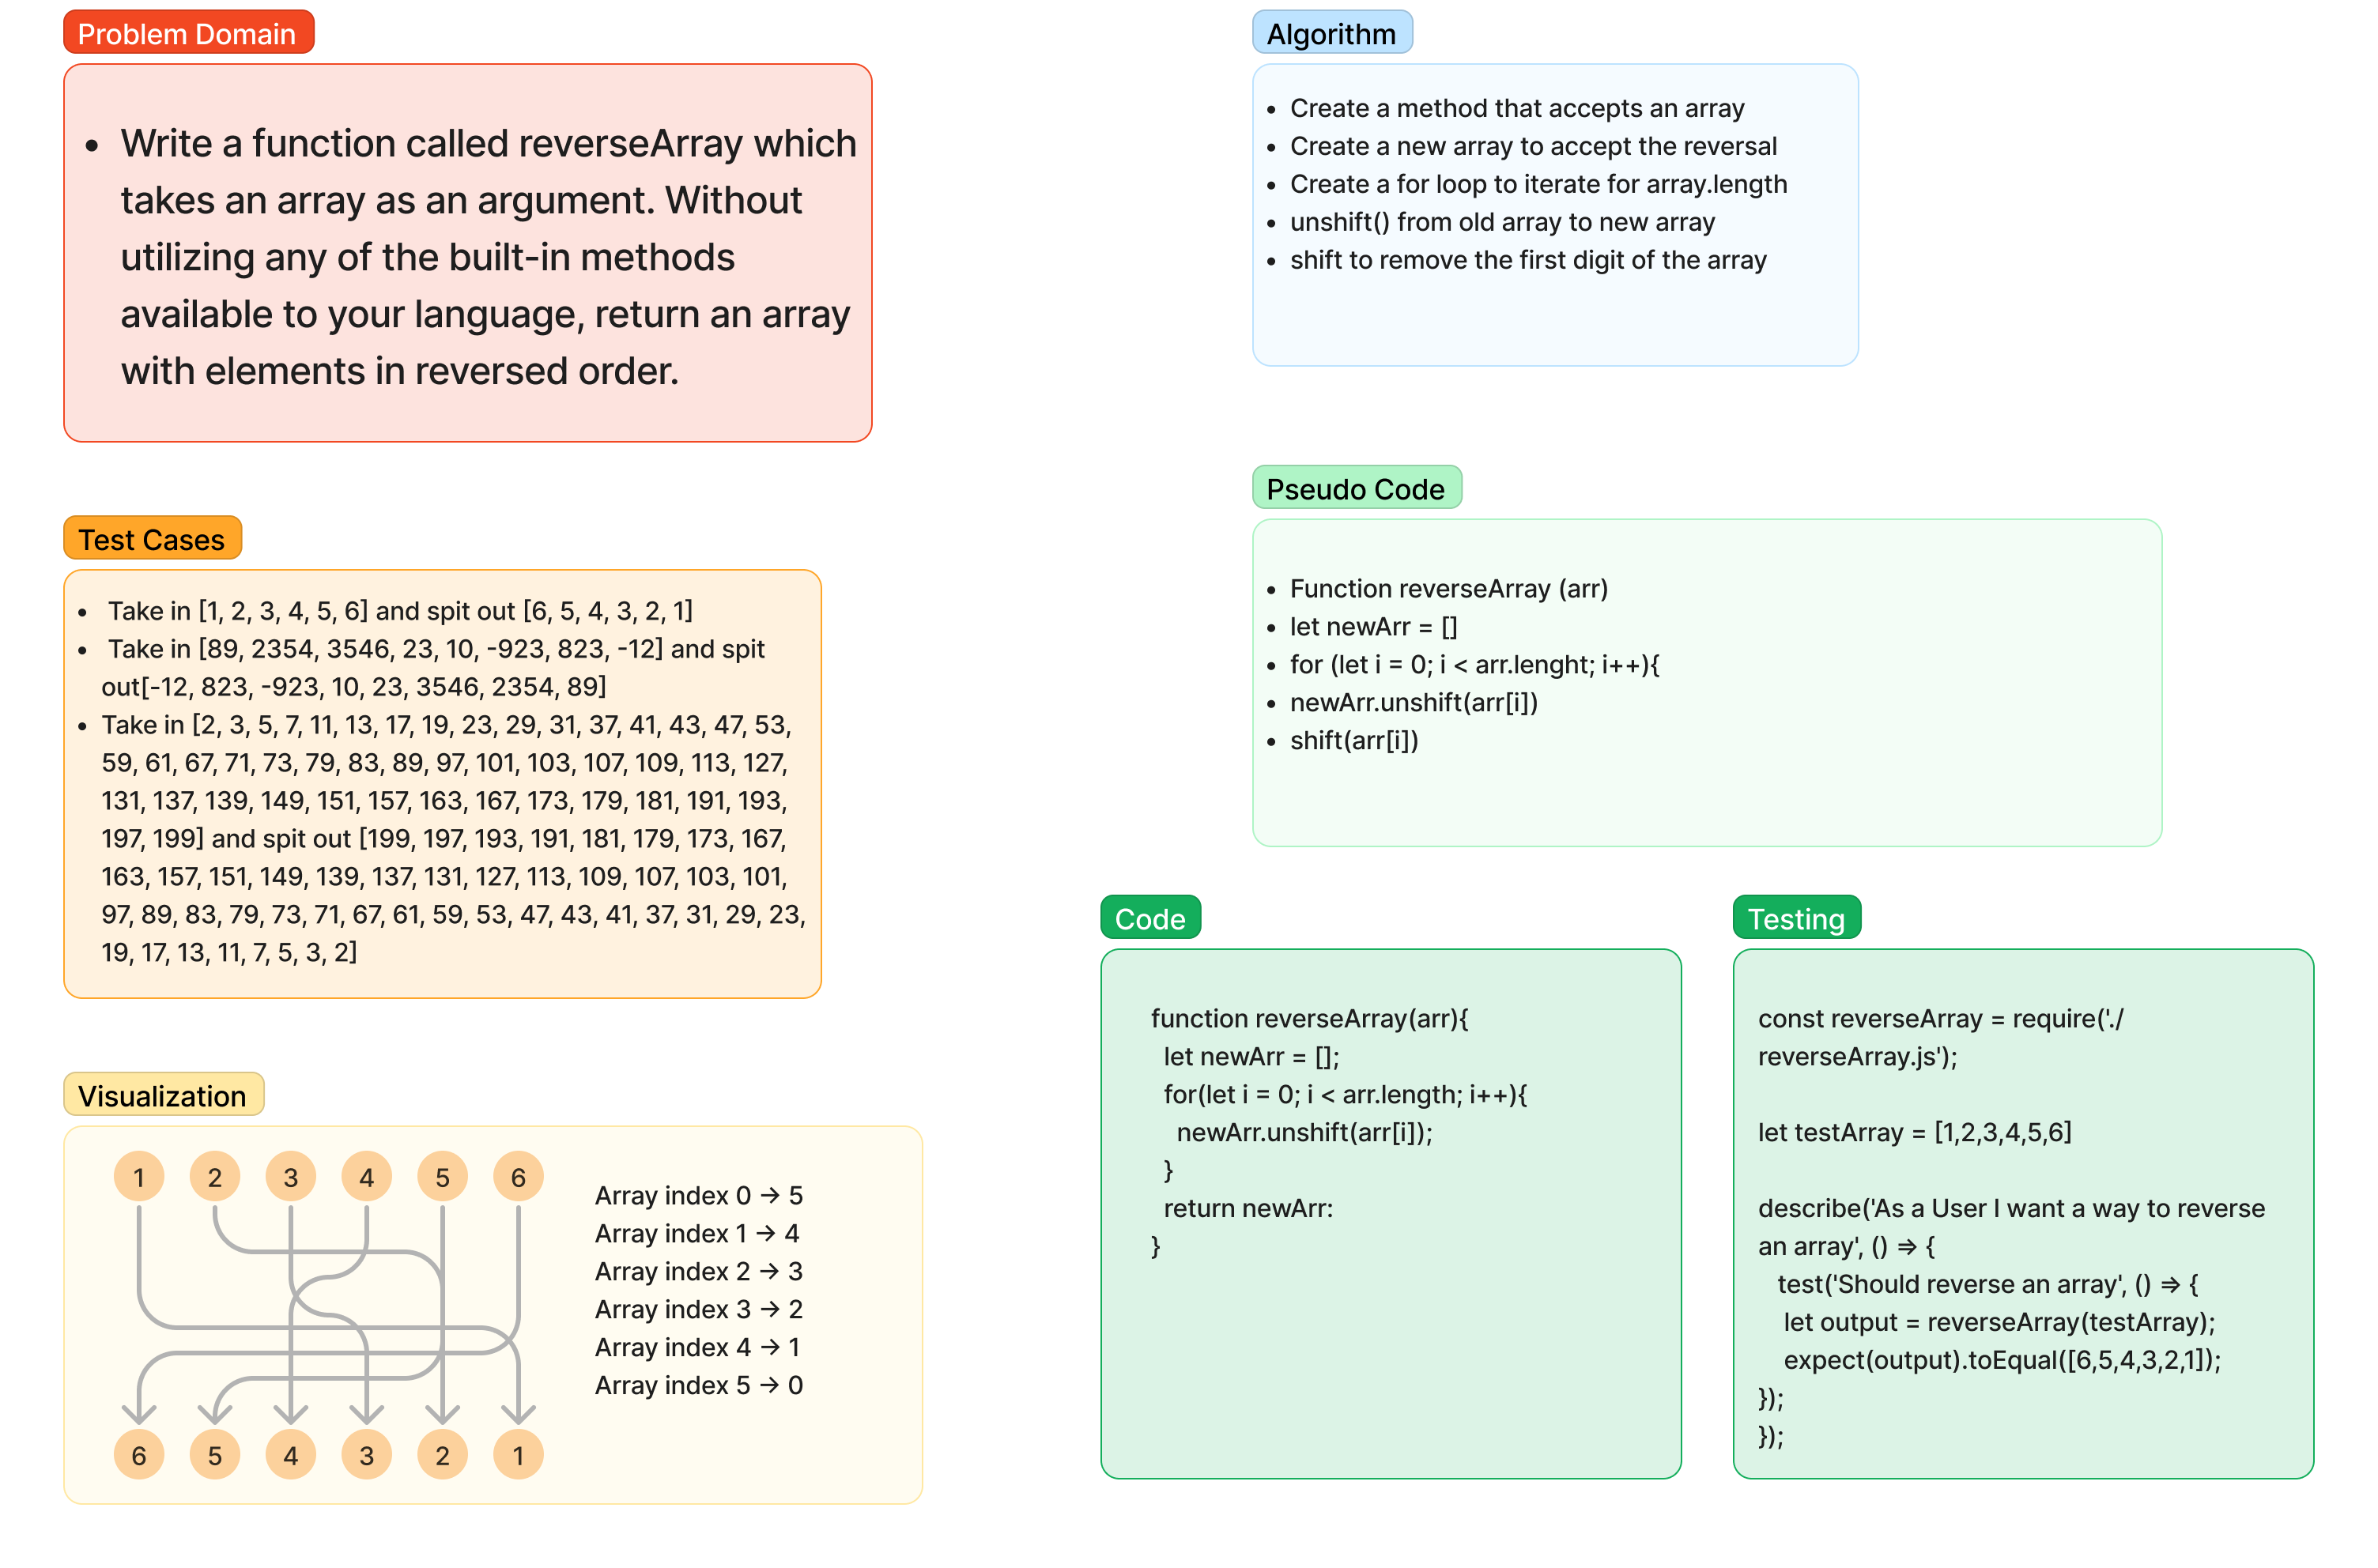 Problem Domain
• Write a function called reverseArray which
takes an array as an argument. Without
utilizing any of the built-in methods
available to your language, return an array
with elements in reversed order.
Test Cases
• Take in [1, 2, 3, 4, 5, 6] and spit out [6, 5, 4, 3, 2, 1]
• Take in [89, 2354, 3546, 23, 10, -923, 823, -12] and spit
out[-12, 823, -923, 10, 23, 3546, 2354, 89]
• Take in [2, 3, 5, 7, 11, 13, 17, 19, 23, 29, 31, 37, 41, 43, 47, 53,
59, 61, 67, 71, 73, 79, 83, 89, 97, 101, 103, 107, 109, 113, 127,
131, 137, 139, 149, 151, 157, 163, 167, 173, 179, 181, 191, 193,
197, 199] and spit out [199, 197, 193, 191, 181, 179, 173, 167,
163, 157, 151, 149, 139, 137, 131, 127, 113, 109, 107, 103, 101,
97, 89, 83, 79, 73, 71, 67, 61, 59, 53, 47, 43, 41, 37, 31, 29, 23,
19, 17, 13, 11, 7, 5, 3, 2]
Visualization
1 2 3 4 5 6
Array index 0 → 5
Array index 1 → 4
Array index 2 → 3
Array index 3 → 2
Array index 4 → 1
Array index 5 → 0
6 5 4 3 2 1
Algorithm
• Create a method that accepts an array
• Create a new array to accept the reversal
• Create a for loop to iterate for array.length
• unshift() from old array to new array
• shift to remove the first digit of the array
Pseudo Code
• Function reverseArray (arr)
• let newArr = []
• for (let i = 0; i < arr.lenght; i++){
• newArr.unshift(arr[i])
• shift(arr[i])
Code
function reverseArray(arr){
let newArr = [];
for(let i = 0; i < arr.length; i++){
newArr.unshift(arr[i]);
}
return newArr:
}
Testing
const reverseArray = require('./
reverseArray.js');
let testArray = [1,2,3,4,5,6]
describe('As a User I want a way to reverse
an array', () => {
test('Should reverse an array', () => {
let output = reverseArray(testArray);
expect(output).toEqual([6,5,4,3,2,1]);
});
});